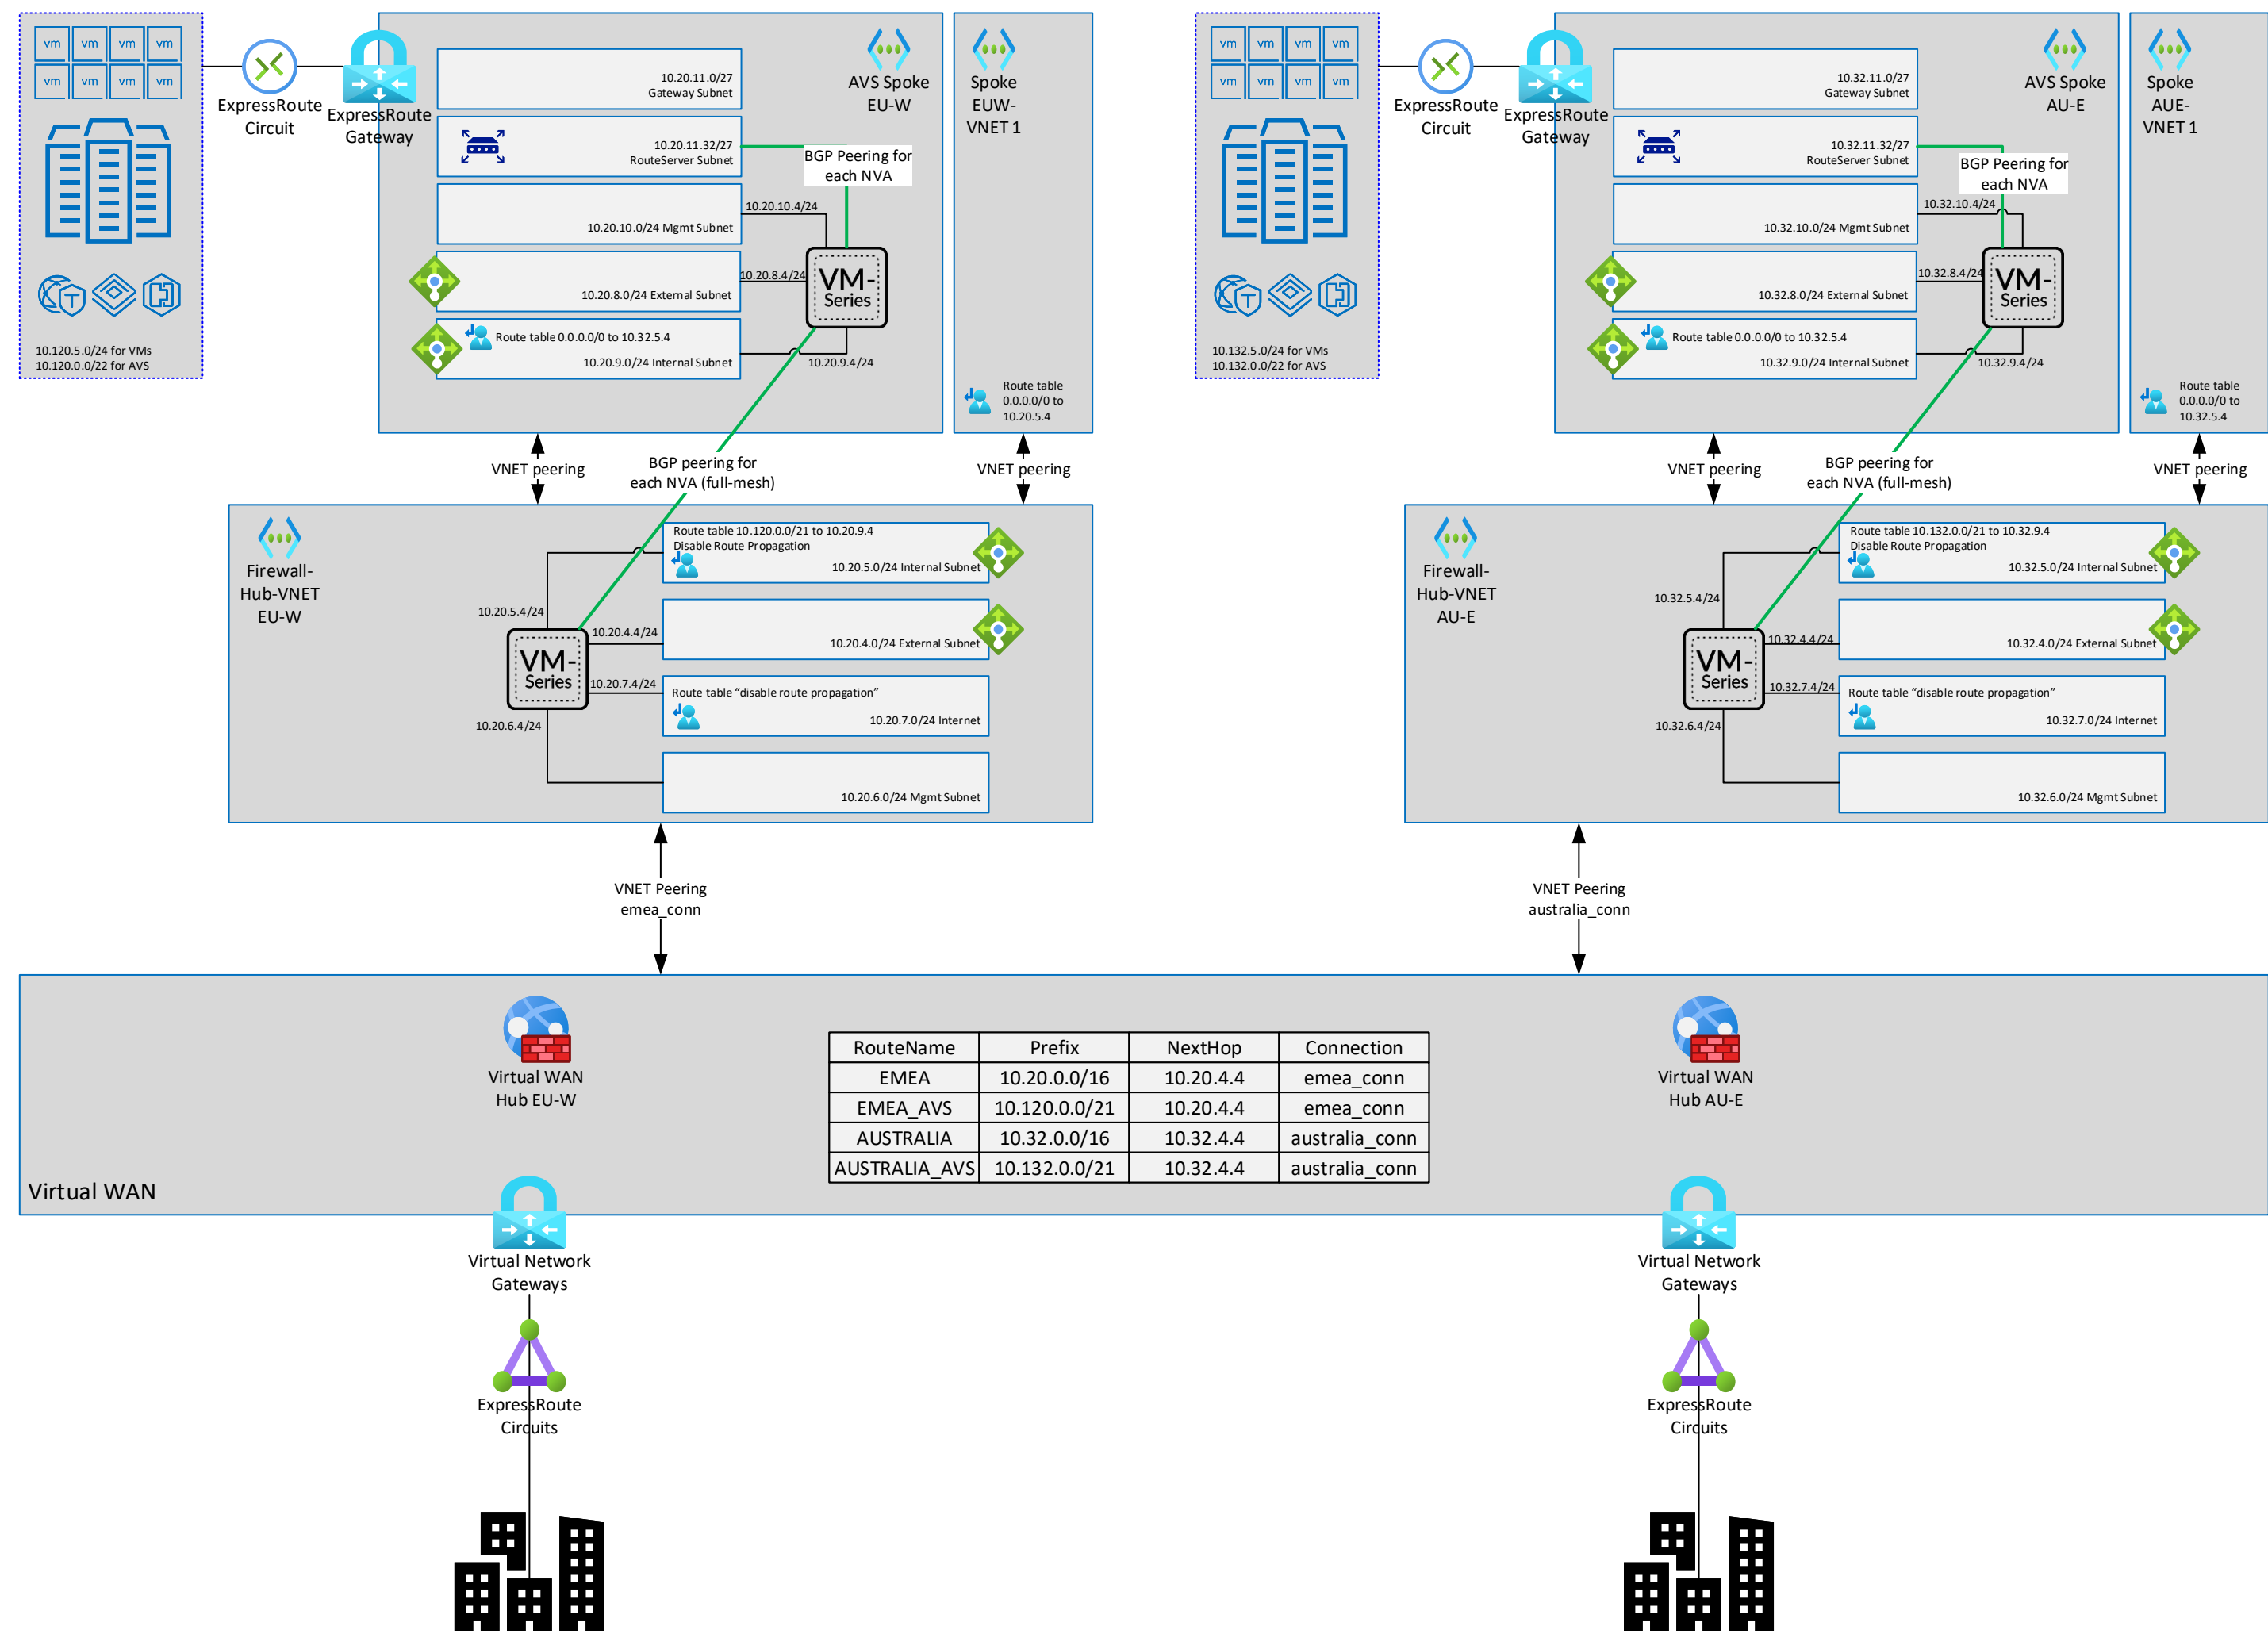 vm vm vm vm
vm vm vm vm
10.120.5.0/24 for VMs
10.120.0.0/22 for AVS
ExpressRoute
Circuit
ExpressRoute
Gateway
10.20.11.0/27
Gateway Subnet
10.20.11.32/27
RouteServer Subnet
10.20.10.0/24 Mgmt Subnet
10.20.8.0/24 External Subnet
Route table 0.0.0.0/0 to 10.32.5.4
10.20.9.0/24 Internal Subnet
AVS Spoke
EU-W
BGP Peering for
each NVA
10.20.10.4/24
10.20.8.4/24
VM-
Series
10.20.9.4/24
Spoke
EUW-
VNET 1
Route table
0.0.0.0/0 to
10.20.5.4
VNET peering
BGP peering for
each NVA (full-mesh)
VNET peering
Firewall-
Hub-VNET
EU-W
Route table 10.120.0.0/21 to 10.20.9.4
Disable Route Propagation
10.20.5.0/24 Internal Subnet
10.20.5.4/24
10.20.4.4/24
10.20.4.0/24 External Subnet
VM-
Series
10.20.7.4/24
Route table “disable route propagation”
10.20.7.0/24 Internet
10.20.6.4/24
10.20.6.0/24 Mgmt Subnet
VNET Peering
emea_conn
vm vm vm vm
vm vm vm vm
10.132.5.0/24 for VMs
10.132.0.0/22 for AVS
ExpressRoute
Circuit
ExpressRoute
Gateway
10.32.11.0/27
Gateway Subnet
10.32.11.32/27
RouteServer Subnet
10.32.10.0/24 Mgmt Subnet
10.32.8.0/24 External Subnet
Route table 0.0.0.0/0 to 10.32.5.4
10.32.9.0/24 Internal Subnet
AVS Spoke
AU-E
BGP Peering for
each NVA
10.32.10.4/24
10.32.8.4/24
VM-
Series
10.32.9.4/24
Spoke
AUE-
VNET 1
Route table
0.0.0.0/0 to
10.32.5.4
VNET peering
BGP peering for
each NVA (full-mesh)
VNET peering
Firewall-
Hub-VNET
AU-E
Route table 10.132.0.0/21 to 10.32.9.4
Disable Route Propagation
10.32.5.0/24 Internal Subnet
10.32.5.4/24
10.32.4.4/24
10.32.4.0/24 External Subnet
VM-
Series
10.32.7.4/24
Route table “disable route propagation”
10.32.7.0/24 Internet
10.32.6.4/24
10.32.6.0/24 Mgmt Subnet
VNET Peering
australia_conn
Virtual WAN
Hub EU-W
RouteName Prefix NextHop Connection
EMEA 10.20.0.0/16 10.20.4.4 emea_conn
EMEA_AVS 10.120.0.0/21 10.20.4.4 emea_conn
AUSTRALIA 10.32.0.0/16 10.32.4.4 australia_conn
AUSTRALIA_AVS 10.132.0.0/21 10.32.4.4 australia_conn
Virtual WAN
Hub AU-E
Virtual WAN
Virtual Network
Gateways
ExpressRoute
Circuits
Virtual Network
Gateways
ExpressRoute
Circuits